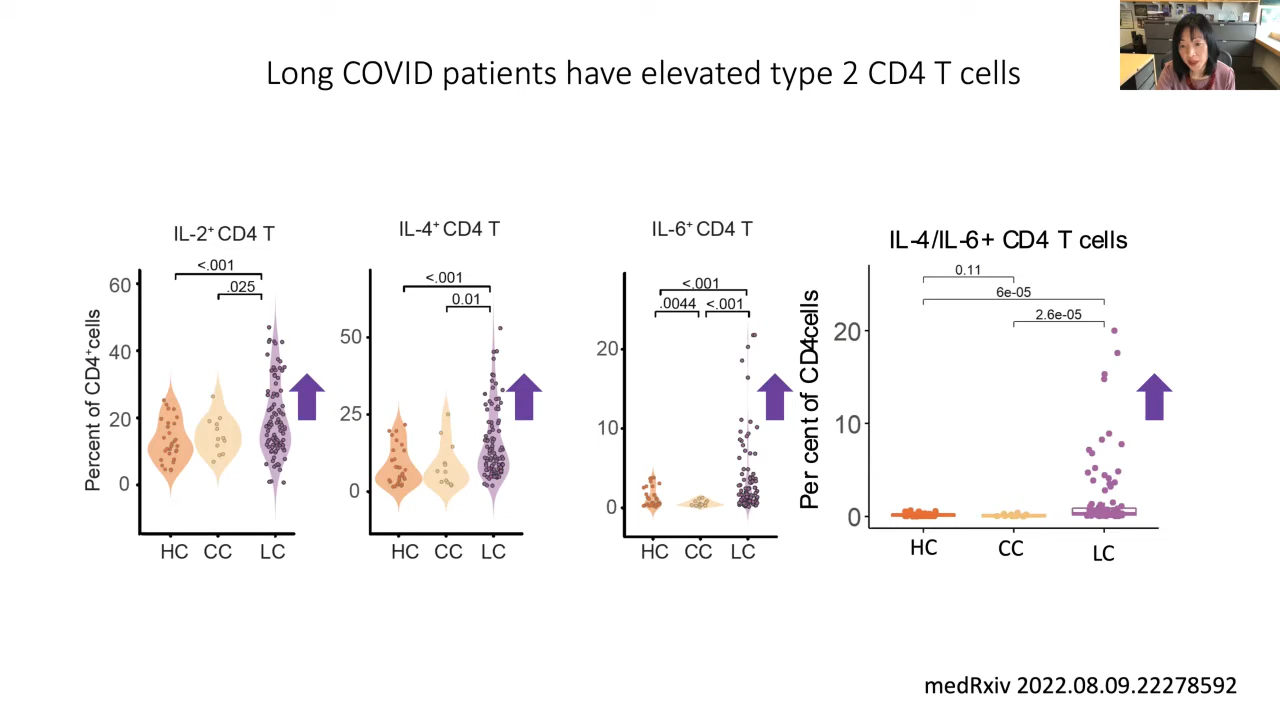 Long COVID patients have elevated type 2 CD4 T cells
IL-2⁺ CD4 T
<.001
.025
60
40
20
0
Percent of CD4⁺cells
HC CC LC
IL-4⁺ CD4 T
<.001
0.01
50
25
0
HC CC LC
IL-6⁺ CD4 T
<.001
.0044 <.001
20
10
0
HC CC LC
IL-4/IL-6+ CD4 T cells
0.11
6e-05
2.6e-05
20
10
0
Per cent of CD4cells
HC CC LC
medRxiv 2022.08.09.22278592